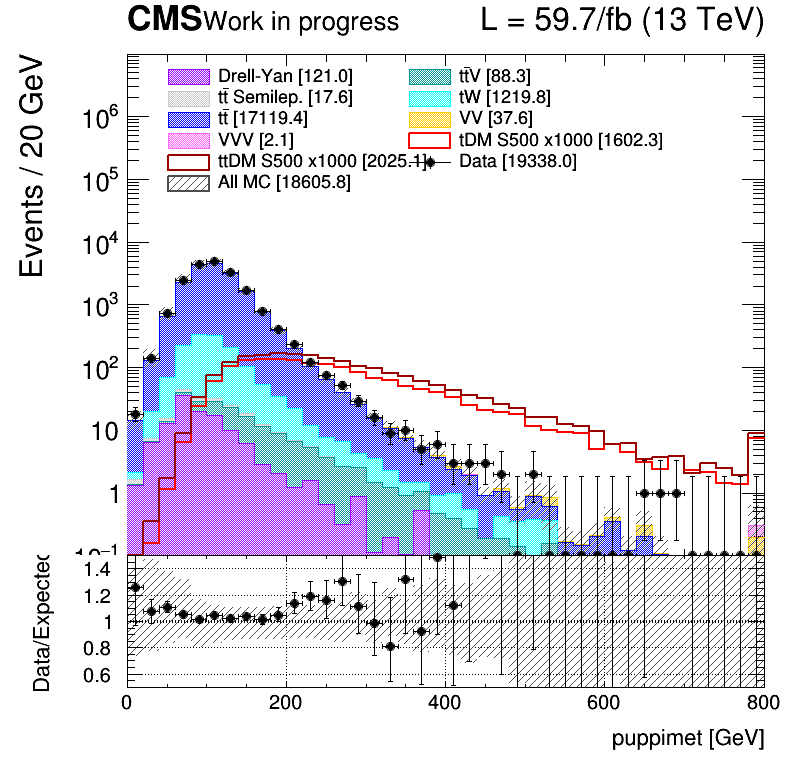 CMS Work in progress L = 59.7/fb (13 TeV)
Events / 20 GeV
Drell-Yan [121.0] tt̄V [88.3]
tt̄ Semilep. [17.6] tW [1219.8]
tt̄ [17119.4] VV [37.6]
VVV [2.1] tDM S500 x1000 [1602.3]
ttDM S500 x1000 [2025.1] Data [19338.0]
All MC [18605.8]
10⁶
10⁵
10⁴
10³
10²
10
1
10⁻¹
Data/Expected
1.4
1.2
1
0.8
0.6
0 200 400 600 800
puppimet [GeV]